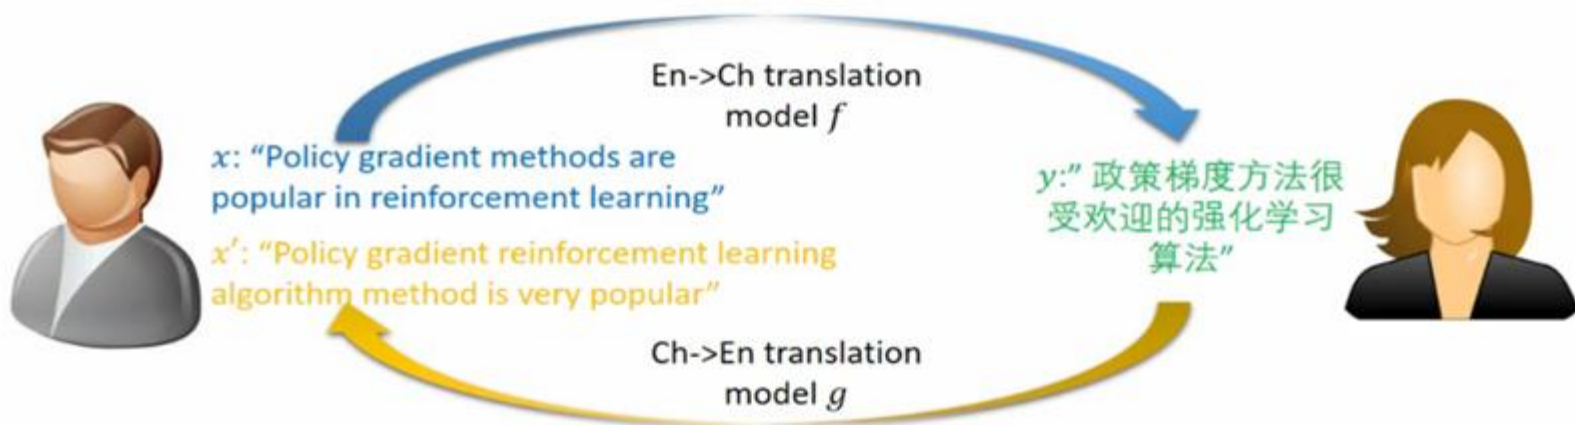 En->Ch translation
model f
x: “Policy gradient methods are
popular in reinforcement learning”
x′: “Policy gradient reinforcement learning
algorithm method is very popular”
y:” 政策梯度方法很
受欢迎的强化学习
算法”
Ch->En translation
model g